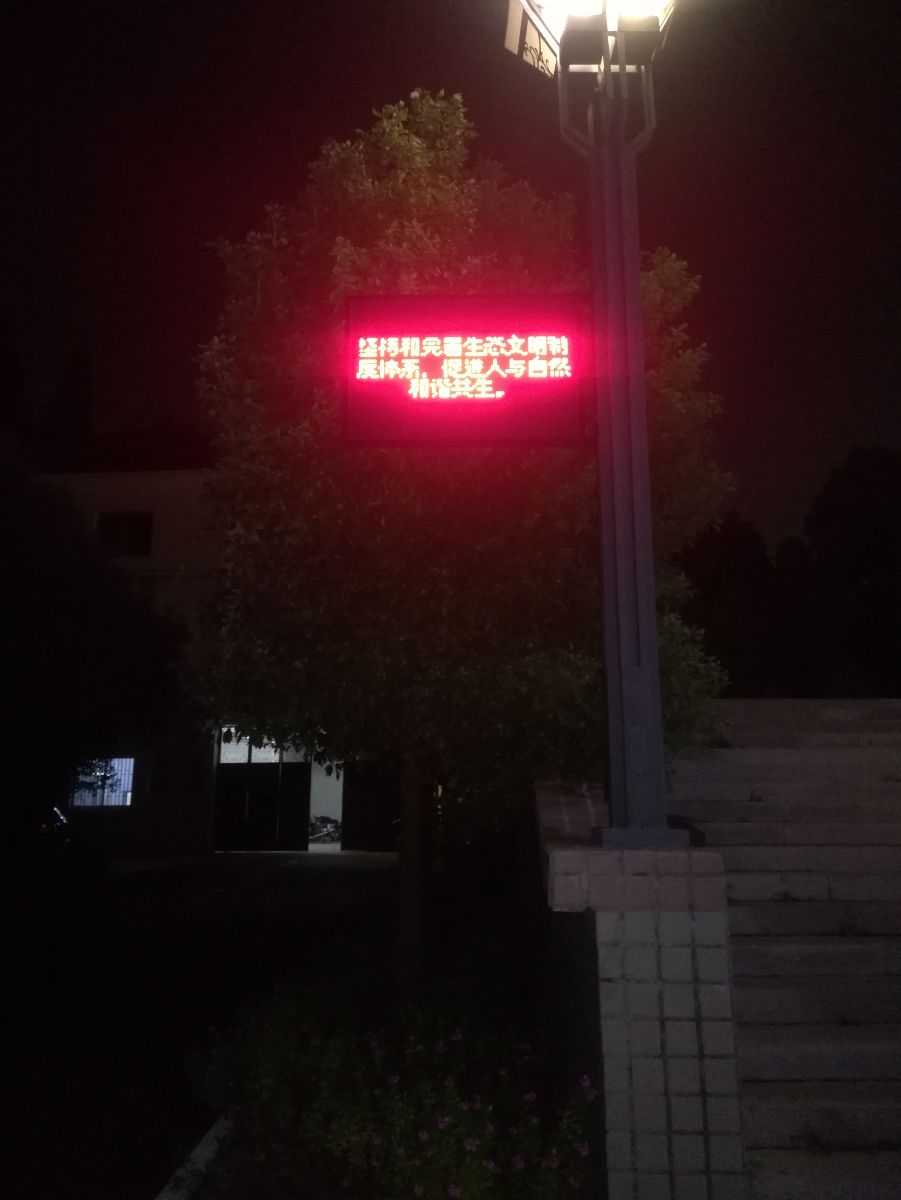 坚持和完善生态文明制
度体系，促进人与自然
和谐共生。